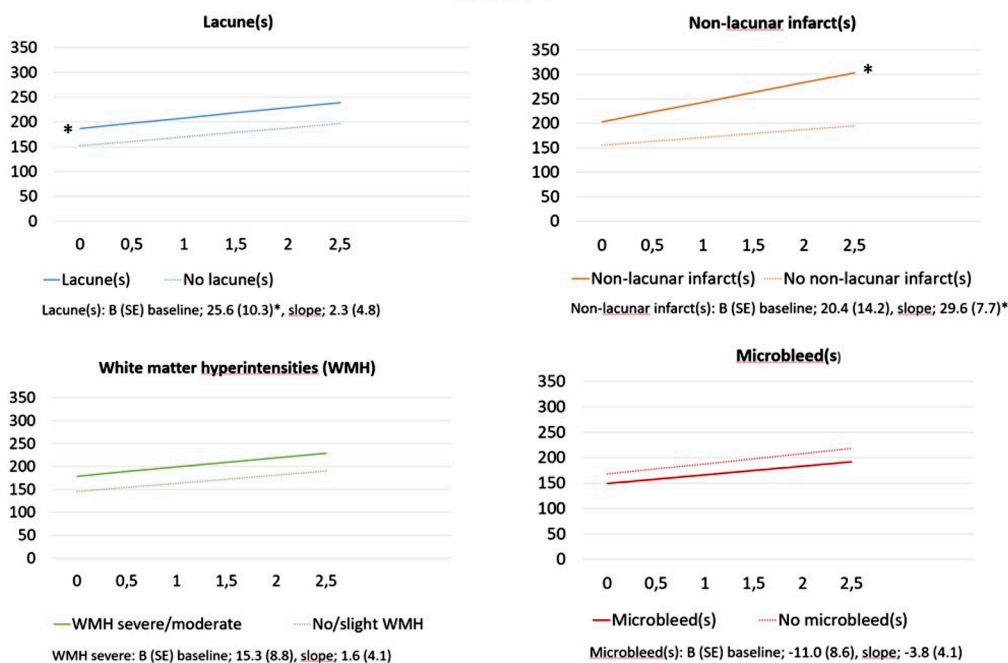 Lacune(s)
350
300
250
200
150
100
50
0
*
0 0,5 1 1,5 2 2,5
Lacune(s) No lacune(s)
Lacune(s): B (SE) baseline; 25.6 (10.3)*, slope; 2.3 (4.8)
Non-lacunar infarct(s)
350
300
250
200
150
100
50
0
*
0 0,5 1 1,5 2 2,5
Non-lacunar infarct(s) No non-lacunar infarct(s)
Non-lacunar infarct(s): B (SE) baseline; 20.4 (14.2), slope; 29.6 (7.7)*
White matter hyperintensities (WMH)
350
300
250
200
150
100
50
0
0 0,5 1 1,5 2 2,5
WMH severe/moderate No/slight WMH
WMH severe: B (SE) baseline; 15.3 (8.8), slope; 1.6 (4.1)
Microbleed(s)
350
300
250
200
150
100
50
0
0 0,5 1 1,5 2 2,5
Microbleed(s) No microbleed(s)
Microbleed(s): B (SE) baseline; -11.0 (8.6), slope; -3.8 (4.1)